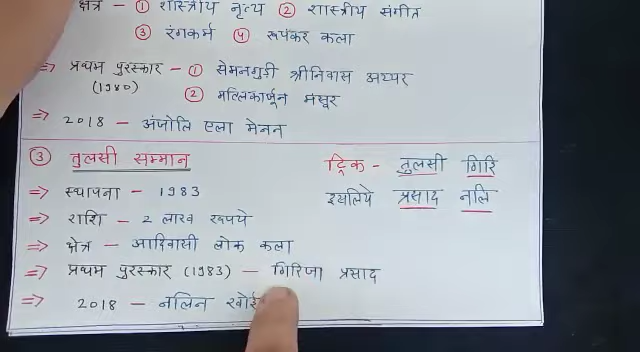 क्षेत्र - ① शास्त्रीय नृत्य ② शास्त्रीय संगीत
③ रंगकर्म ④ रूपंकर कला
⇒ प्रथम पुरस्कार - ① सेमनगुड़ी श्रीनिवास अय्यर
(1980) ② मल्लिकार्जुन मंसूर
⇒ 2018 - अंजोलि एला मेनन
③ तुलसी सम्मान
⇒ स्थापना - 1983
⇒ राशि - 2 लाख रूपये
⇒ क्षेत्र - आदिवासी लोक कला
⇒ प्रथम पुरस्कार (1983) - गिरिजा प्रसाद
⇒ 2018 - नलिन
ट्रिक - तुलसी गिरि
इसलिये प्रसाद नलि